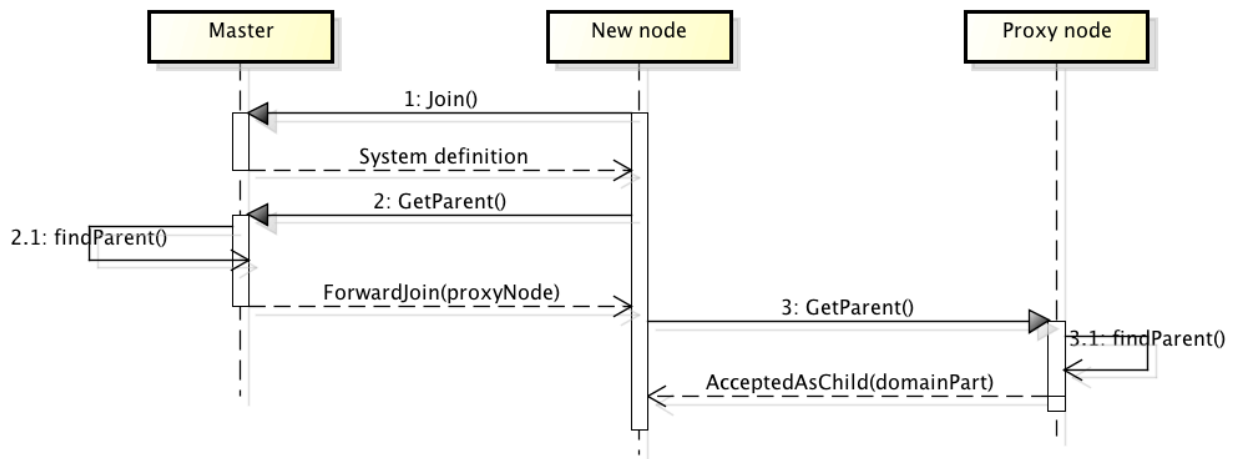 Master
New node
Proxy node
1: Join()
System definition
2: GetParent()
2.1: findParent()
ForwardJoin(proxyNode)
3: GetParent()
3.1: findParent()
AcceptedAsChild(domainPart)